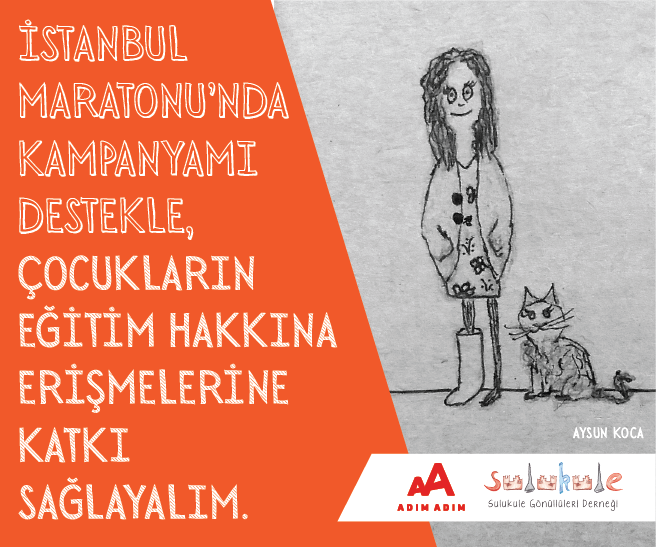 İSTANBUL
MARATONU'NDA
KAMPANYAMI
DESTEKLE,
ÇOCUKLARIN
EĞİTİM HAKKINA
ERİŞMELERİNE
KATKI
SAĞLAYALIM.
AYSUN KOCA
AA
ADIM ADIM
sulukule
Sulukule Gönüllüleri Derneği